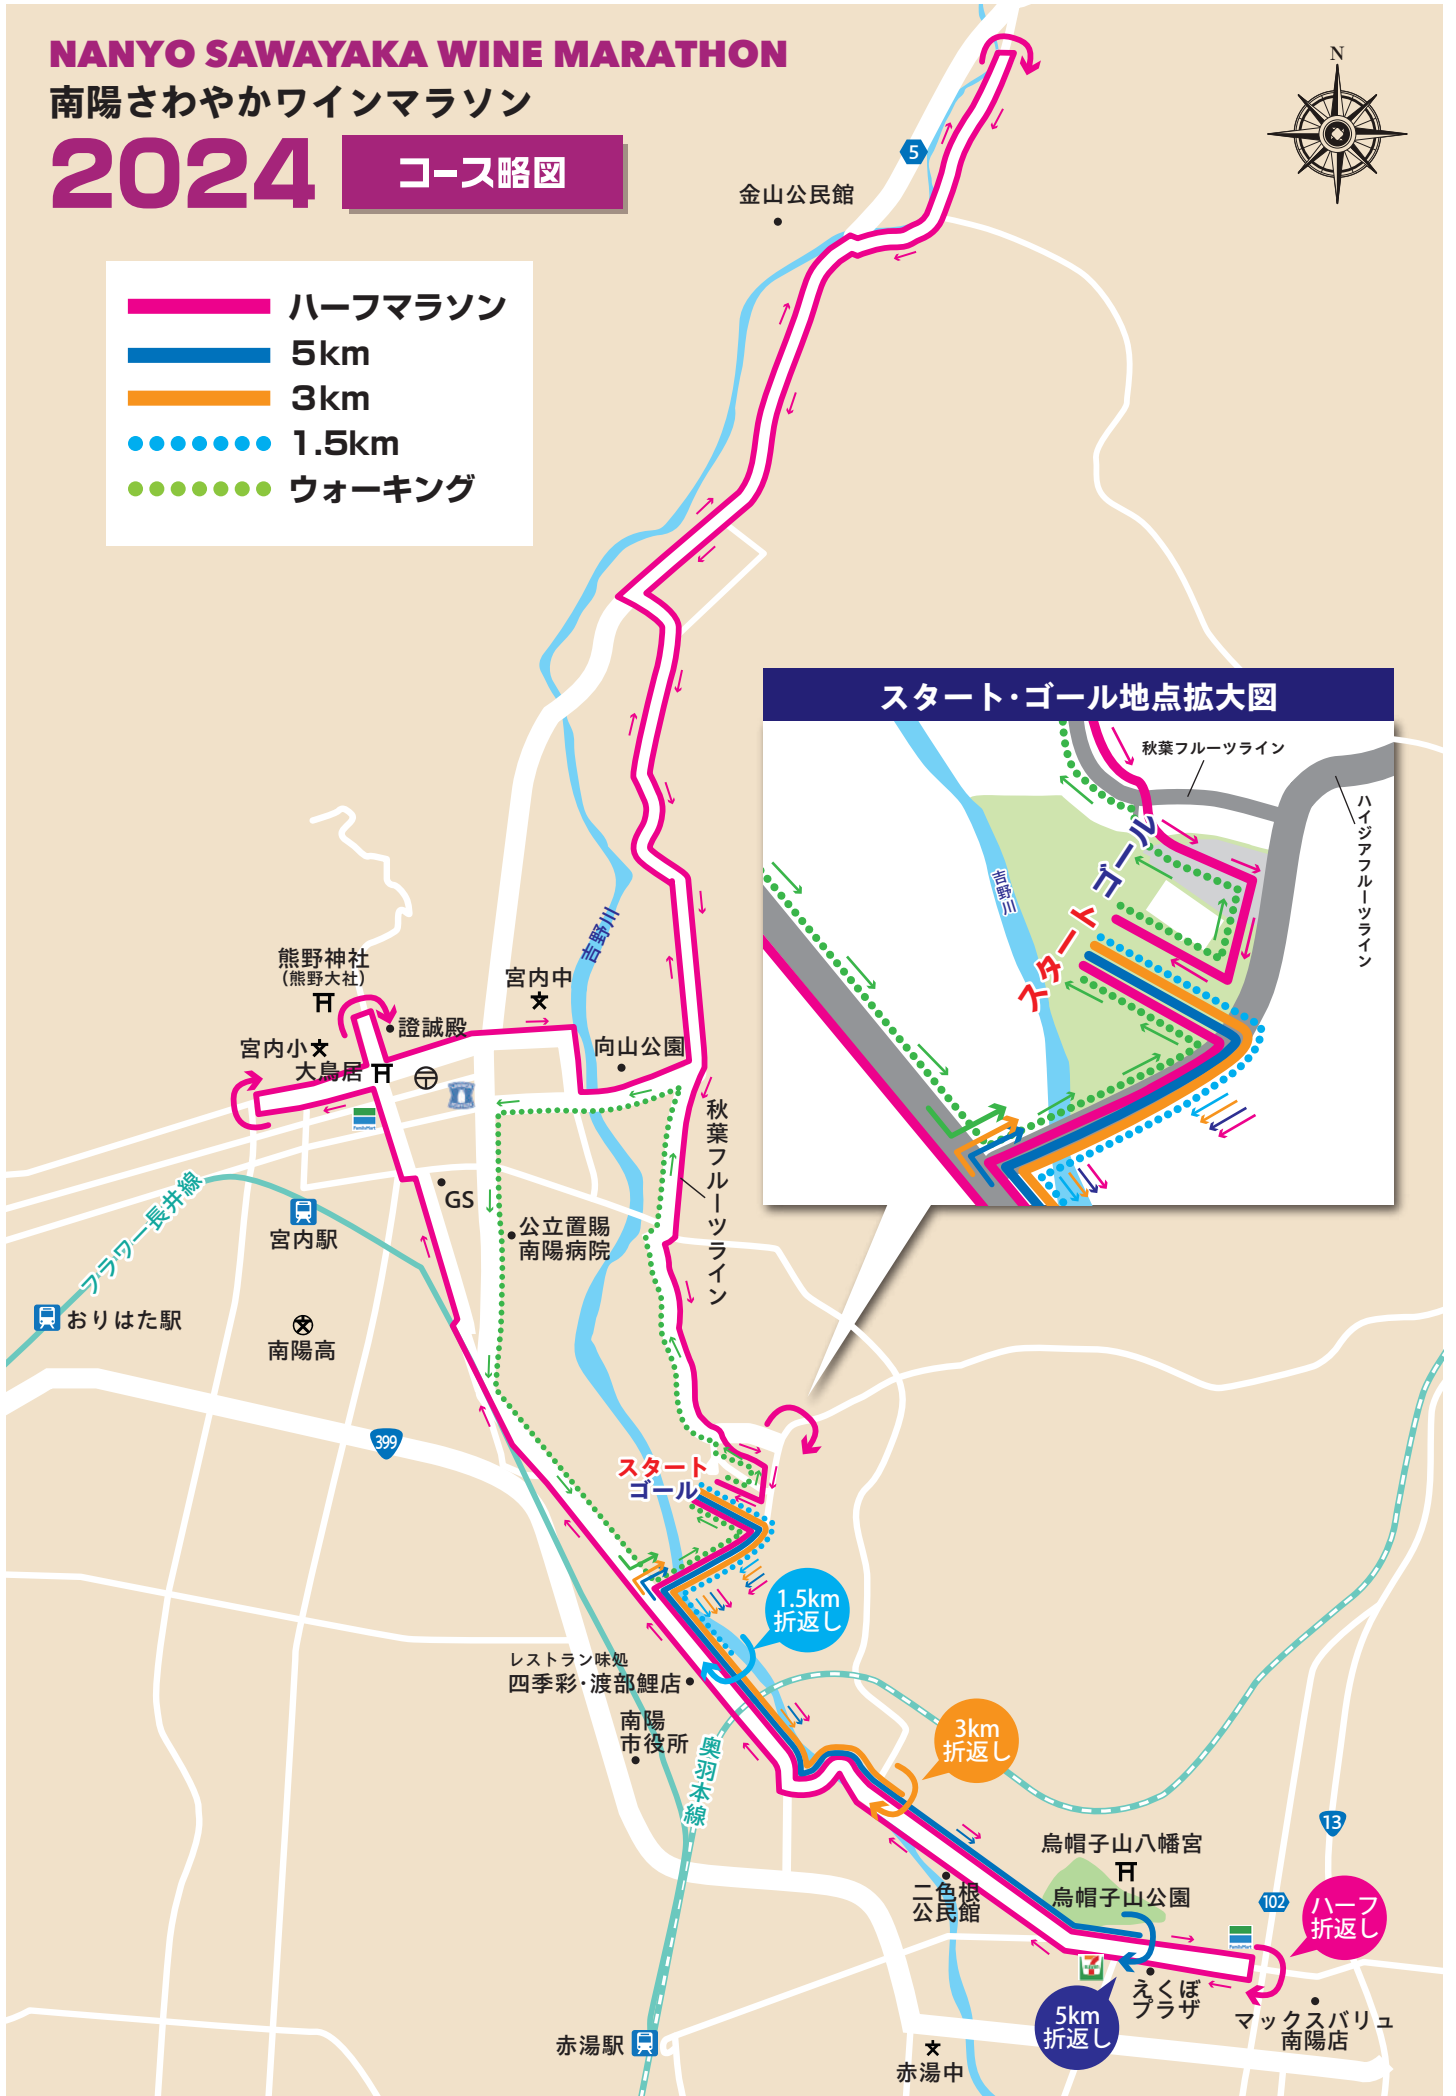 NANYO SAWAYAKA WINE MARATHON
南陽さわやかワインマラソン
2024
コース略図
N
ハーフマラソン
5km
3km
1.5km
ウォーキング
5
金山公民館
スタート・ゴール地点拡大図
秋葉フルーツライン
ハイジアフルーツライン
吉野川
ゴール
スタート
吉野川
熊野神社
(熊野大社)
宮内中
證誠殿
宮内小
大鳥居
向山公園
FamilyMart
秋葉フルーツライン
フラワー長井線
GS
宮内駅
公立置賜
南陽病院
おりはた駅
南陽高
399
スタート
ゴール
1.5km
折返し
レストラン味処
四季彩・渡部鯉店
南陽
市役所
奥羽本線
3km
折返し
13
烏帽子山八幡宮
烏帽子山公園
102
ハーフ
折返し
二色根
公民館
FamilyMart
7
えくぼ
プラザ
5km
折返し
マックスバリュ
南陽店
赤湯駅
赤湯中